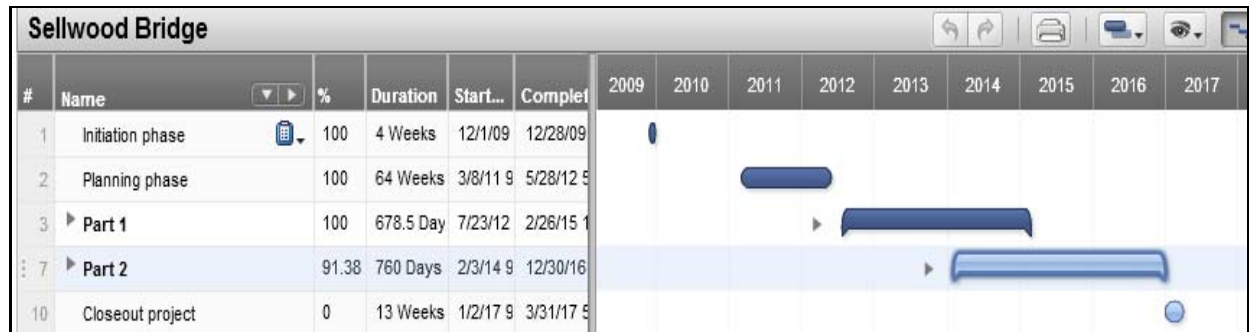 Sellwood Bridge
# Name % Duration Start... Complet 2009 2010 2011 2012 2013 2014 2015 2016 2017
1 Initiation phase 100 4 Weeks 12/1/09 12/28/09
2 Planning phase 100 64 Weeks 3/8/11 9 5/28/12 5
3 Part 1 100 678.5 Day 7/23/12 2/26/15 1
7 Part 2 91.38 760 Days 2/3/14 9 12/30/16
10 Closeout project 0 13 Weeks 1/2/17 9 3/31/17 5